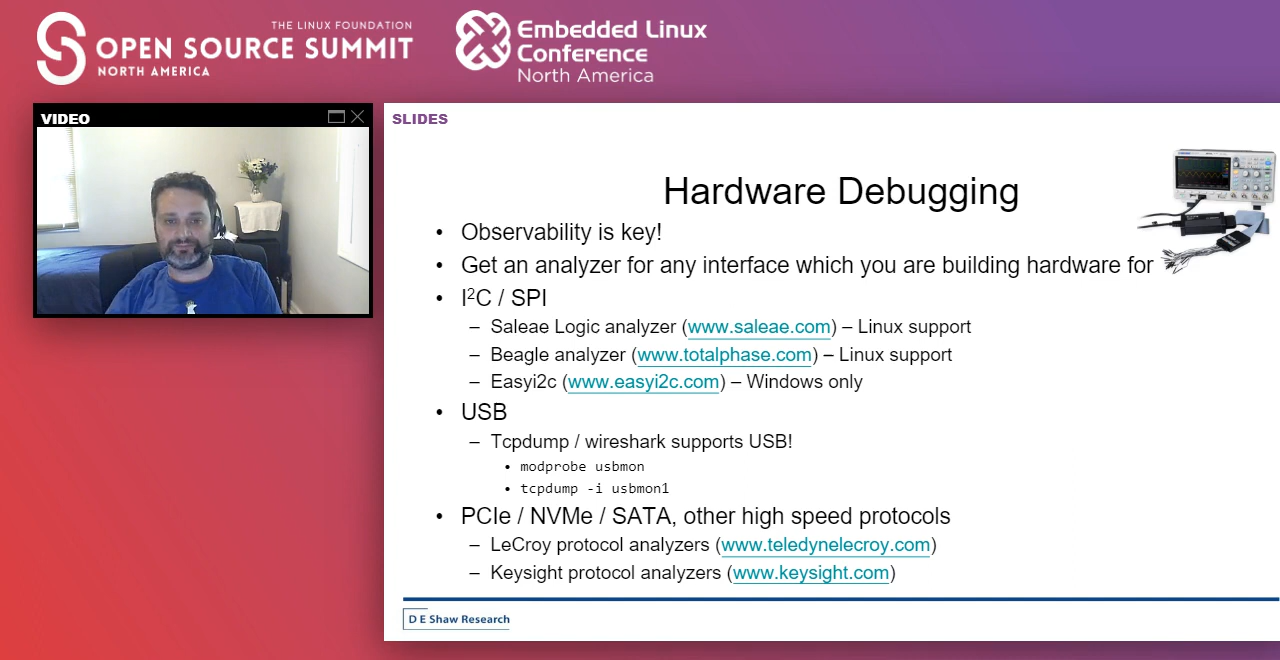 THE LINUX FOUNDATION
OPEN SOURCE SUMMIT
NORTH AMERICA
Embedded Linux
Conference
North America
VIDEO
SLIDES
Hardware Debugging
• Observability is key!
• Get an analyzer for any interface which you are building hardware for
• I²C / SPI
– Saleae Logic analyzer (www.saleae.com) – Linux support
– Beagle analyzer (www.totalphase.com) – Linux support
– Easyi2c (www.easyi2c.com) – Windows only
• USB
– Tcpdump / wireshark supports USB!
• modprobe usbmon
• tcpdump -i usbmon1
• PCIe / NVMe / SATA, other high speed protocols
– LeCroy protocol analyzers (www.teledynelecroy.com)
– Keysight protocol analyzers (www.keysight.com)
D E Shaw Research